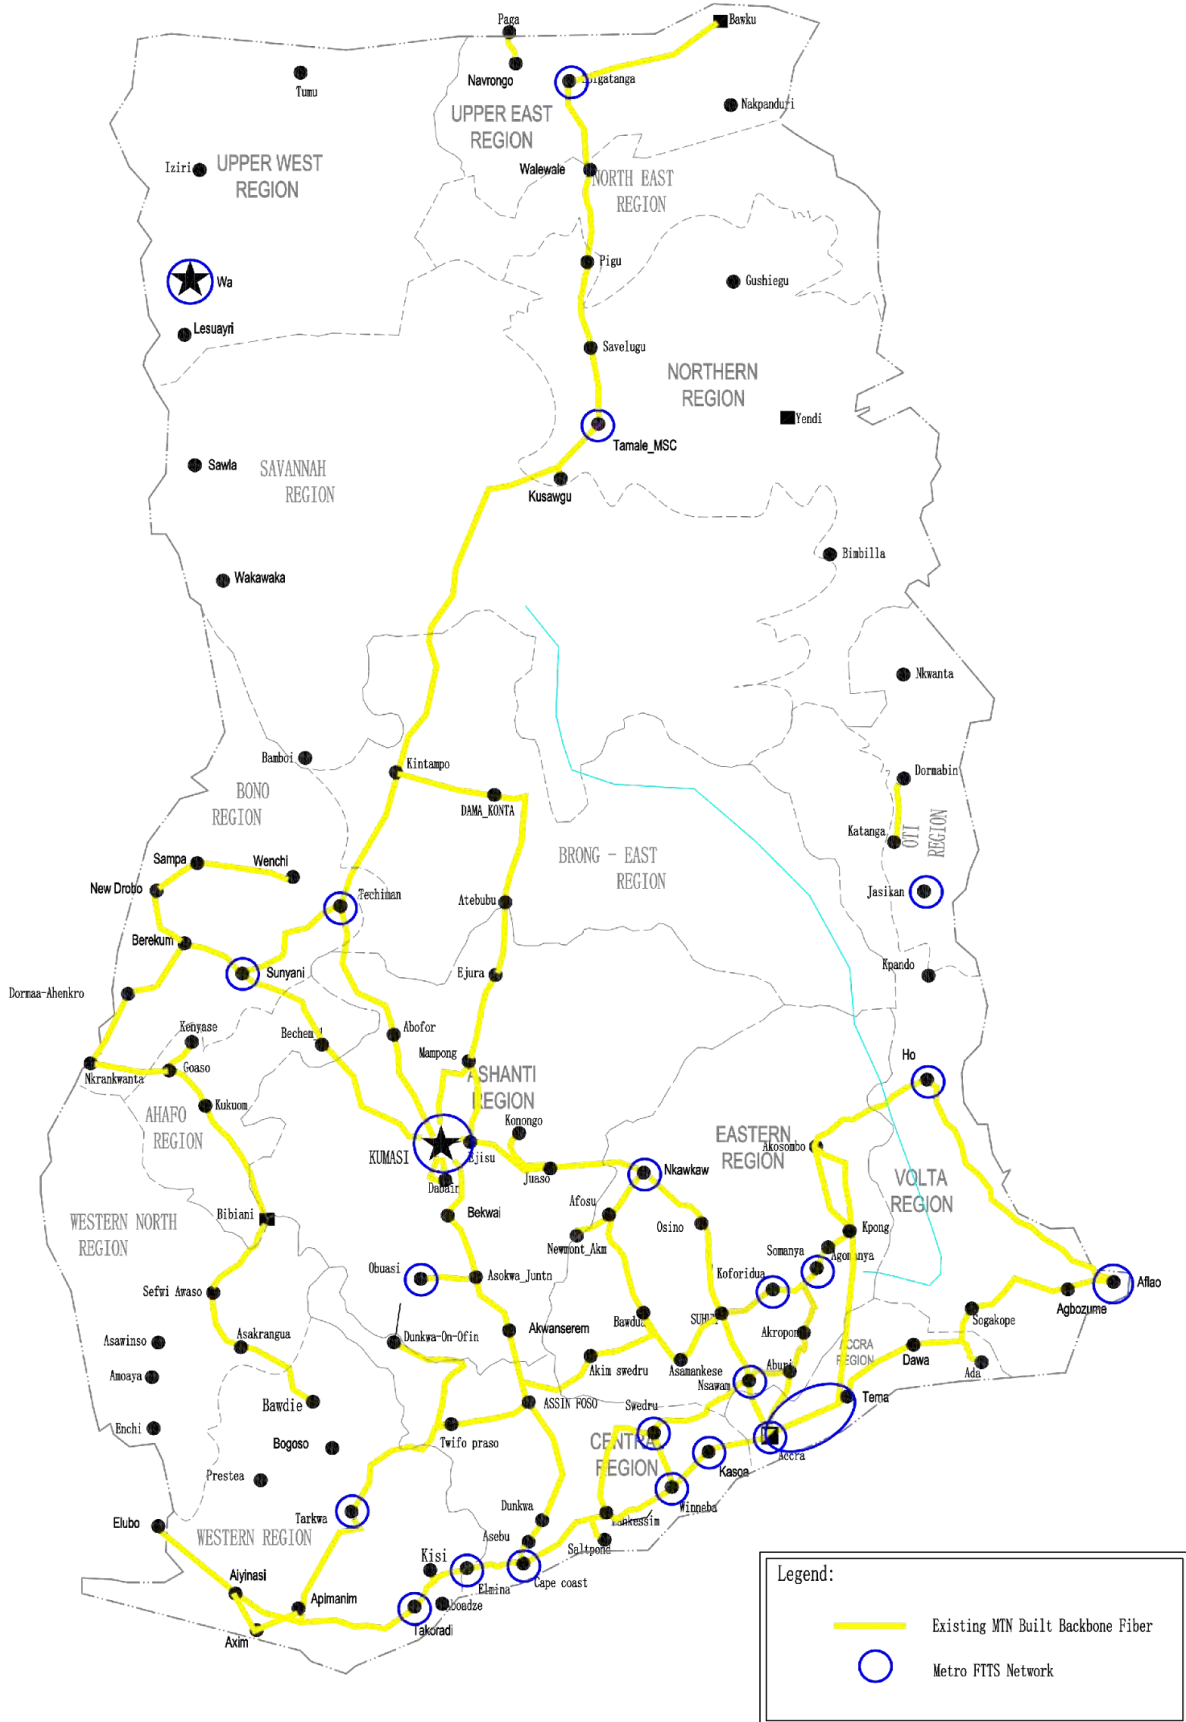 Paga
Bawku
Navrongo
Tumu
Nakpanduri
UPPER EAST
REGION
Iziri
UPPER WEST
REGION
Walewale
NORTH EAST
REGION
Pigu
Wa
Gushiegu
Lesuayri
Savelugu
NORTHERN
REGION
Yendi
Tamale_MSC
Sawla
SAVANNAH
REGION
Kusawgu
Bimbilla
Wakawaka
Nkwanta
Bamboi
Kintampo
Dormabin
BONO
REGION
DAMA_KONTA
Katanga
OTI
REGION
Sampa
Wenchi
BRONG - EAST
REGION
New Drobo
Techiman
Atebubu
Jasikan
Berekum
Sunyani
Ejura
Kpando
Dormaa-Ahenkro
Kenyase
Bechem
Abofor
Mampong
Ho
Nkrankwanta
Goaso
ASHANTI
REGION
Kukuom
AHAFO
REGION
Konongo
EASTERN
REGION
Akosombo
KUMASI
Ejisu
Juaso
Nkawkaw
VOLTA
REGION
Dabair
Afosu
WESTERN NORTH
REGION
Bibiani
Bekwai
Osino
Kpong
Newmont_Akm
Somanya
Agomanya
Obuasi
Asokwa_Juntn
Koforidua
Aflao
Sefwi Awaso
Agbozume
Bawdua
Sogakope
Asawinso
Asakrangua
Dunkwa-On-Ofin
Akwanserem
Akropon
ACCRA
REGION
Dawa
Amoaya
Akim swedru
Asamankese
Aburi
Ada
Nsawam
Bawdie
ASSIN FOSO
Tema
Enchi
Swedru
Twifo praso
CENTRAL
REGION
Bogoso
Accra
Prestea
Kasoa
Winneba
Tarkwa
Dunkwa
Elubo
WESTERN REGION
Asebu
Saltpond
Kisi
Aiyinasi
Elmina
Cape coast
Apimanim
Takoradi
Axim
Legend:
Existing MTN Built Backbone Fiber
Metro FTTS Network